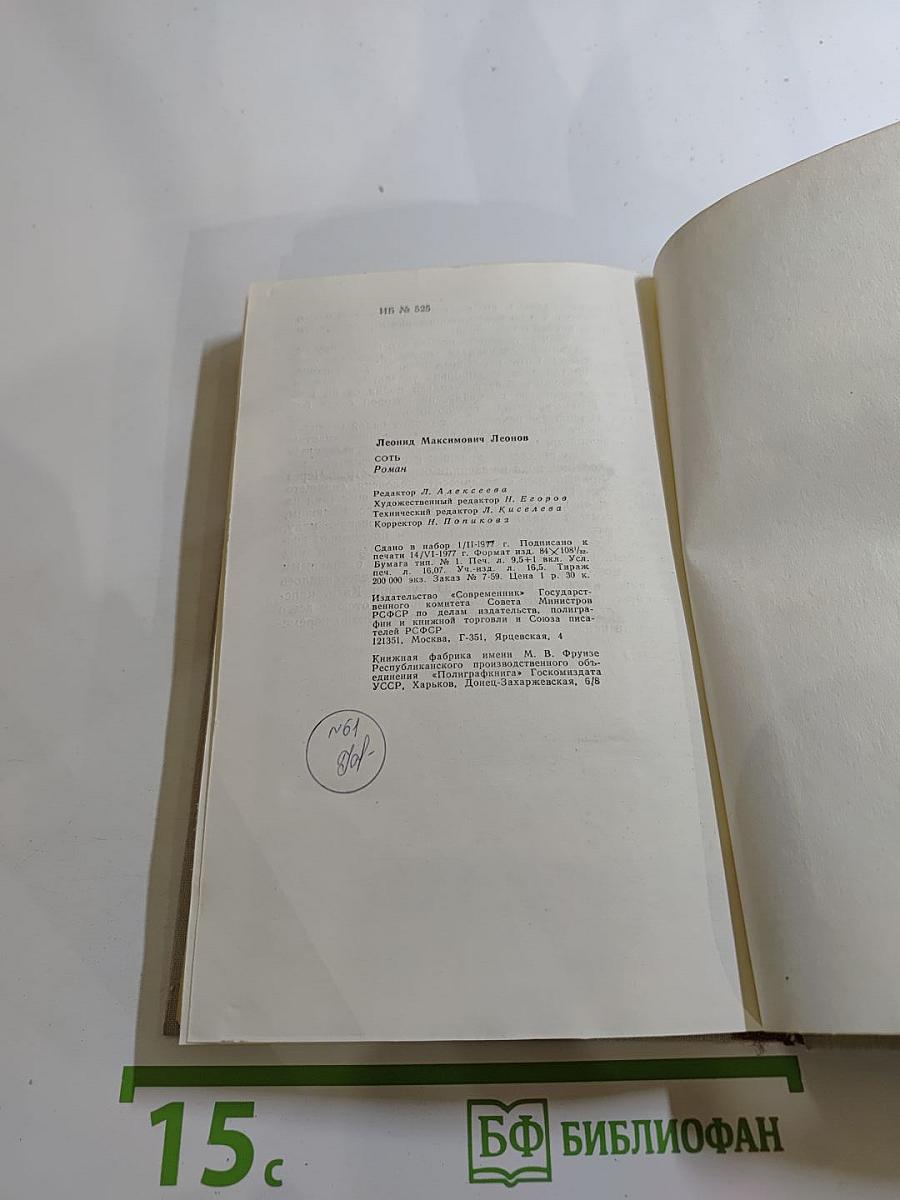 ИБ № 525
Леонид Максимович Леонов
СОТЬ
Роман
Редактор Л. Алексеева
Художественный редактор Н. Егоров
Технический редактор Л. Киселева
Корректор Н. Попикова
Сдано в набор 1/II-1977 г. Подписано к
печати 14/VI-1977 г. Формат изд. 84×108¹/₃₂.
Бумага тип. № 1. Печ. л. 9,5+1 вкл. Усл.
печ. л. 16,07. Уч.-изд. л. 16,5. Тираж
200 000 экз. Заказ № 7-59. Цена 1 р. 30 к.
Издательство «Современник» Государст-
венного комитета Совета Министров
РСФСР по делам издательств, полигра-
фии и книжной торговли и Союза писа-
телей РСФСР
121351, Москва, Г-351, Ярцевская, 4
Книжная фабрика имени М. В. Фрунзе
Республиканского производственного объ-
единения «Полиграфкнига» Госкомиздата
УССР, Харьков, Донец-Захаржевская, 6/8
№61
15 с
БФ БИБЛИОФАН